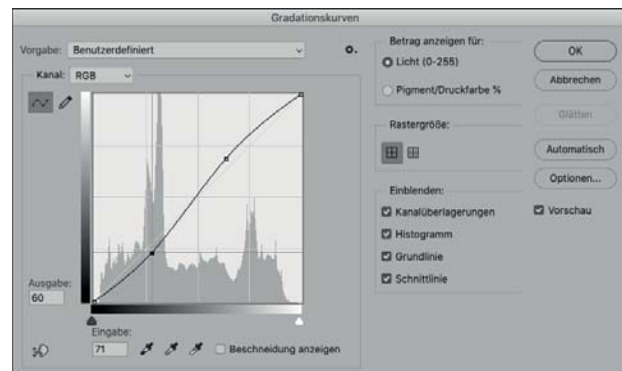 Gradationskurven
Vorgabe: Benutzerdefiniert
Kanal: RGB
Ausgabe:
60
Eingabe:
71
Beschneidung anzeigen
Betrag anzeigen für:
Licht (0-255)
Pigment/Druckfarbe %
Rastergröße:
Einblenden:
Kanalüberlagerungen
Histogramm
Grundlinie
Schnittlinie
OK
Abbrechen
Glätten
Automatisch
Optionen...
Vorschau